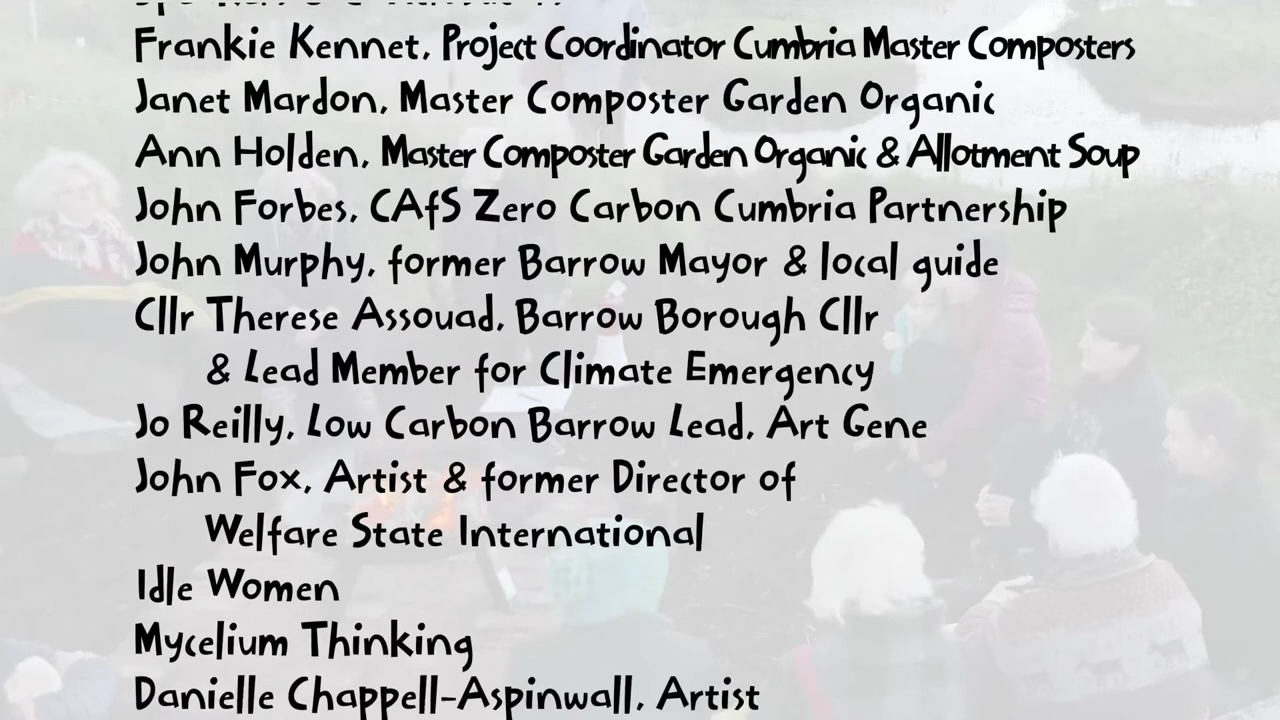 Frankie Kennet, Project Coordinator Cumbria Master Composters
Janet Mardon, Master Composter Garden Organic
Ann Holden, Master Composter Garden Organic & Allotment Soup
John Forbes, CAfS Zero Carbon Cumbria Partnership
John Murphy, former Barrow Mayor & local guide
Cllr Therese Assouad, Barrow Borough Cllr
& Lead Member for Climate Emergency
Jo Reilly, Low Carbon Barrow Lead, Art Gene
John Fox, Artist & former Director of
Welfare State International
Idle Women
Mycelium Thinking
Danielle Chappell-Aspinwall, Artist